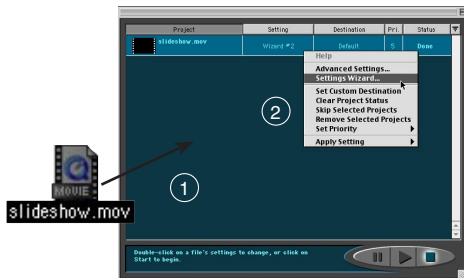 Project Setting Destination Pri. Status
slideshow.mov Wizard #2 Default 5 Done
Help
Advanced Settings...
Settings Wizard...
Set Custom Destination
Clear Project Status
Skip Selected Projects
Remove Selected Projects
Set Priority
Apply Setting
2
1
MOVIE
slideshow.mov
Double-click on a file's settings to change, or click on
Start to begin.